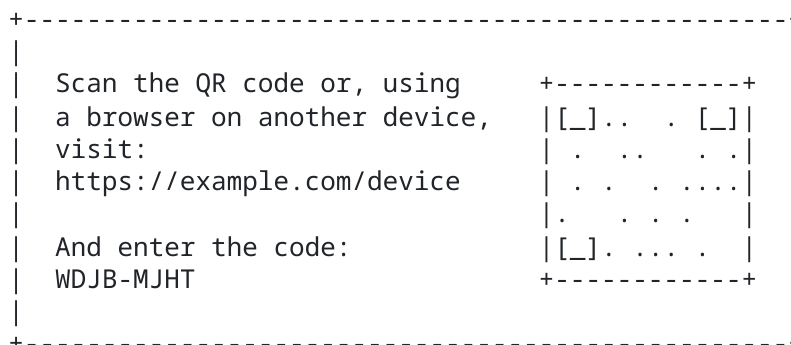 Scan the QR code or, using
a browser on another device,
visit:
https://example.com/device
And enter the code:
WDJB-MJHT